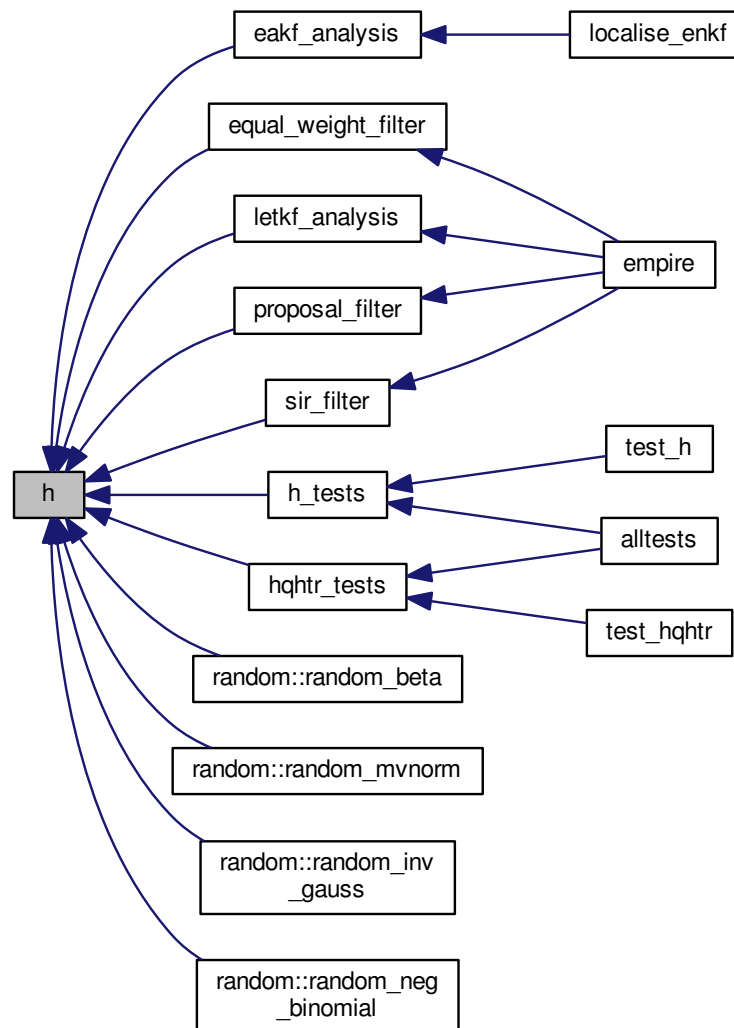 eakf_analysis
localise_enkf
equal_weight_filter
letkf_analysis
empire
proposal_filter
sir_filter
test_h
h
h_tests
alltests
hqhtr_tests
test_hqhtr
random::random_beta
random::random_mvnorm
random::random_inv
_gauss
random::random_neg
_binomial